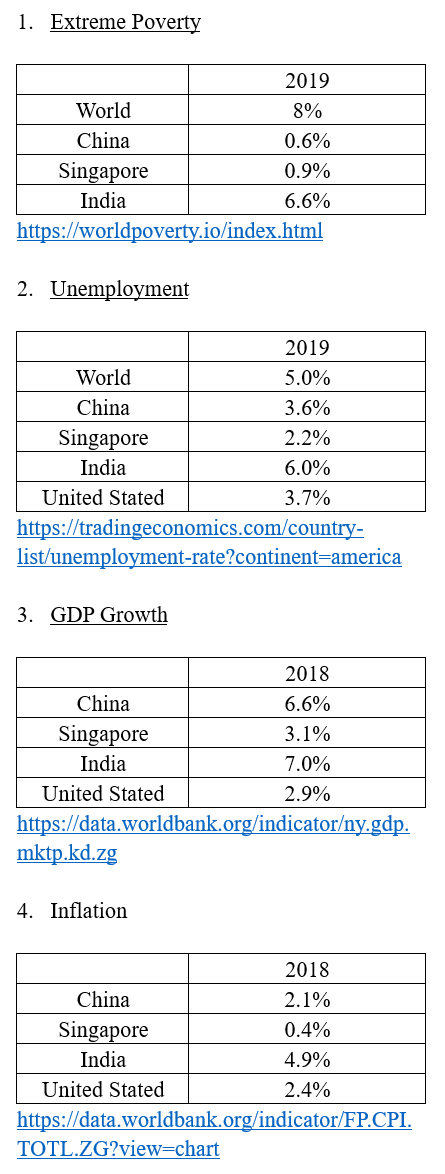 1. Extreme Poverty
2019
World 8%
China 0.6%
Singapore 0.9%
India 6.6%
https://worldpoverty.io/index.html
2. Unemployment
2019
World 5.0%
China 3.6%
Singapore 2.2%
India 6.0%
United Stated 3.7%
https://tradingeconomics.com/country-
list/unemployment-rate?continent=america
3. GDP Growth
2018
China 6.6%
Singapore 3.1%
India 7.0%
United Stated 2.9%
https://data.worldbank.org/indicator/ny.gdp.
mktp.kd.zg
4. Inflation
2018
China 2.1%
Singapore 0.4%
India 4.9%
United Stated 2.4%
https://data.worldbank.org/indicator/FP.CPI.
TOTL.ZG?view=chart